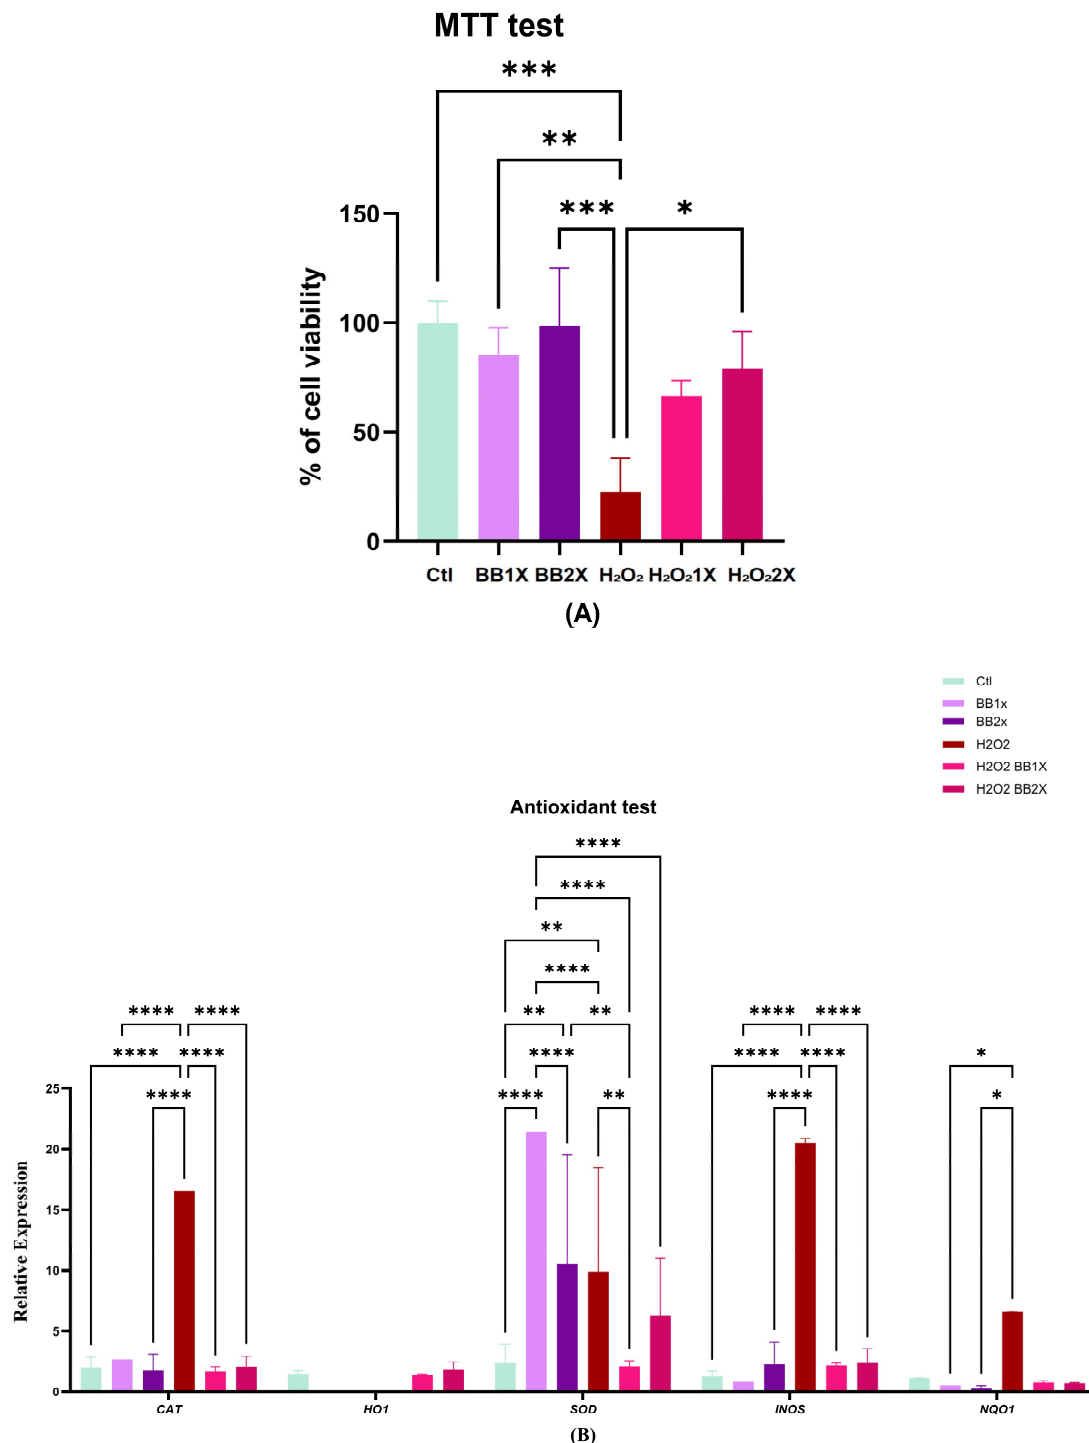 MTT test
***
**
***
*
150
100
50
0
% of cell viability
Ctl BB1X BB2X H₂O₂ H₂O₂1X H₂O₂2X
(A)
Ctl
BB1x
BB2x
H2O2
H2O2 BB1X
H2O2 BB2X
Antioxidant test
****
****
**
****
**** **** ** ** **** ****
**** **** **** **** **** *
**** **** ** **** *
25
20
15
10
5
0
Relative Expression
CAT HO1 SOD INOS NQO1
(B)